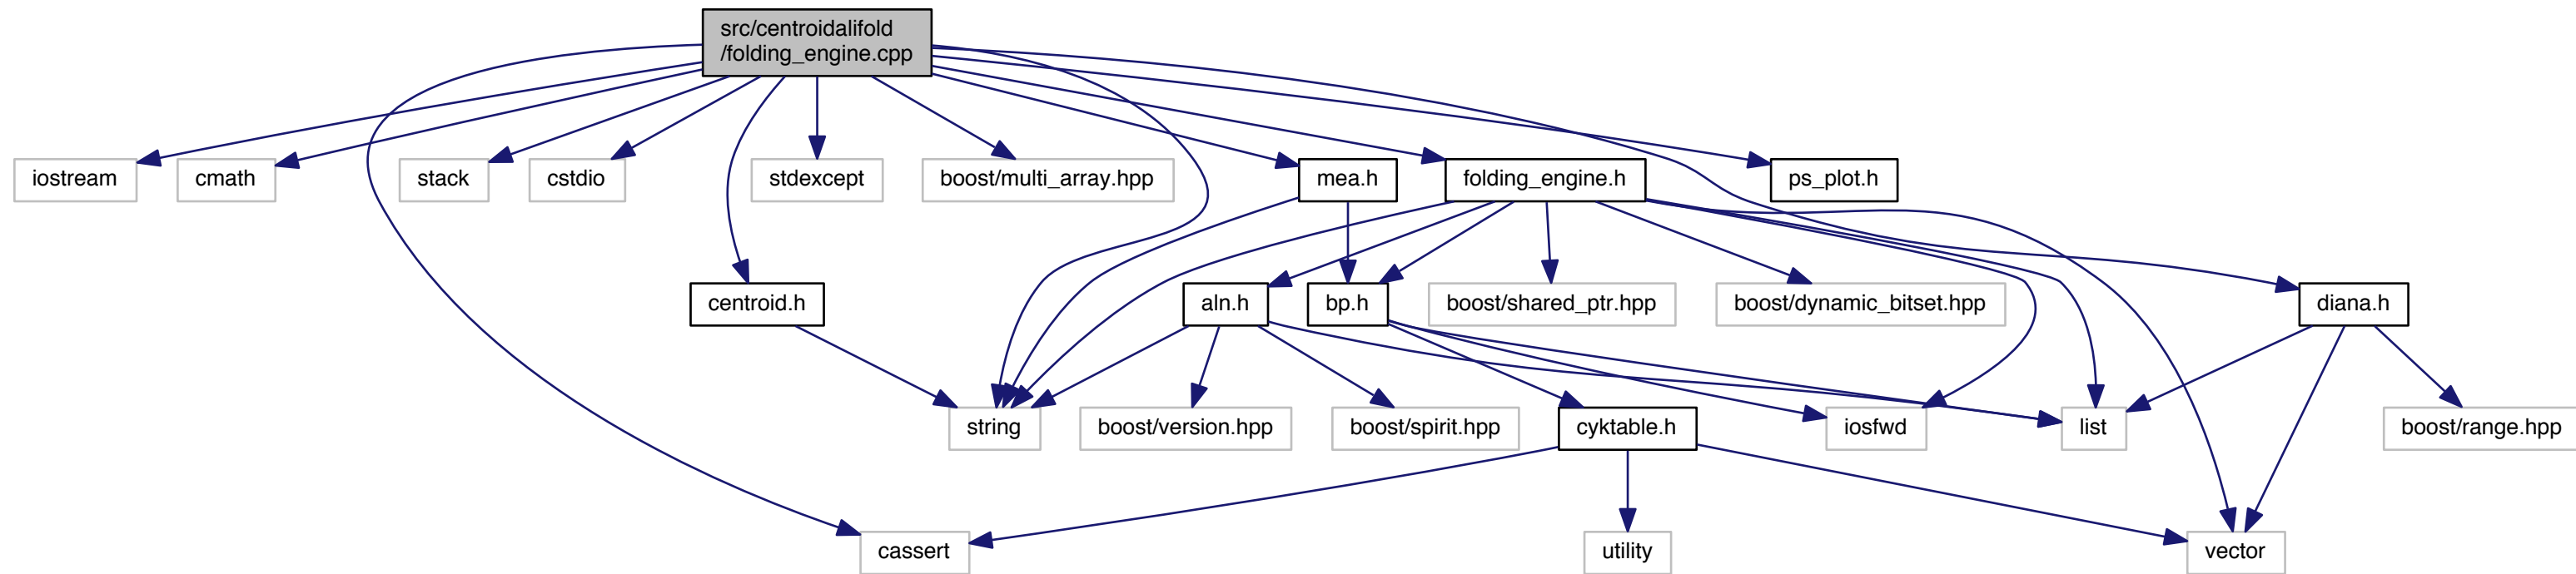 src/centroidalifold
/folding_engine.cpp
iostream
cmath
stack
cstdio
stdexcept
boost/multi_array.hpp
mea.h
folding_engine.h
ps_plot.h
centroid.h
aln.h
bp.h
boost/shared_ptr.hpp
boost/dynamic_bitset.hpp
diana.h
string
boost/version.hpp
boost/spirit.hpp
cyktable.h
iosfwd
list
boost/range.hpp
cassert
utility
vector